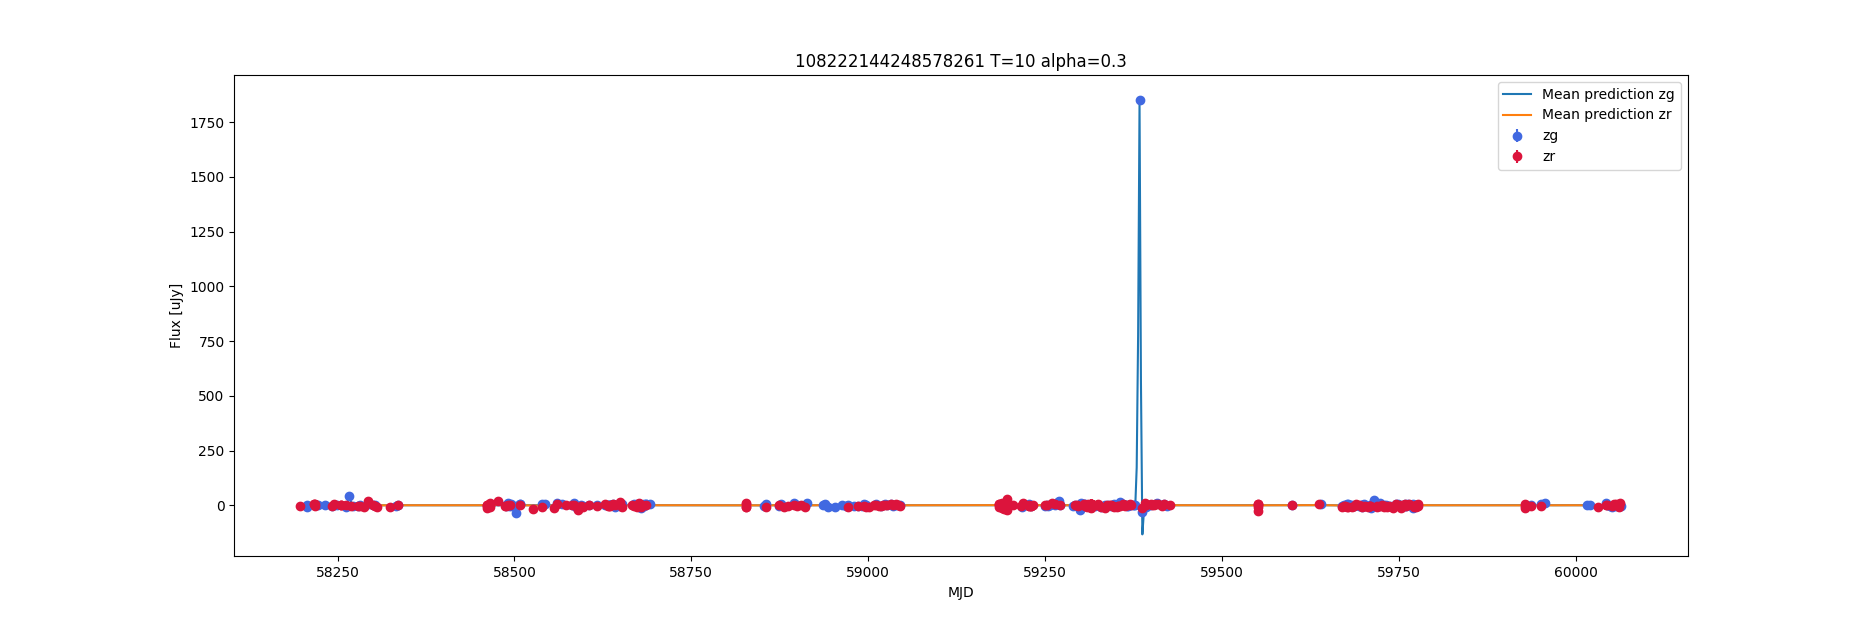 108222144248578261 T=10 alpha=0.3
Mean prediction zg
Mean prediction zr
zg
zr
Flux [uJy]
1750
1500
1250
1000
750
500
250
0
58250 58500 58750 59000 59250 59500 59750 60000
MJD